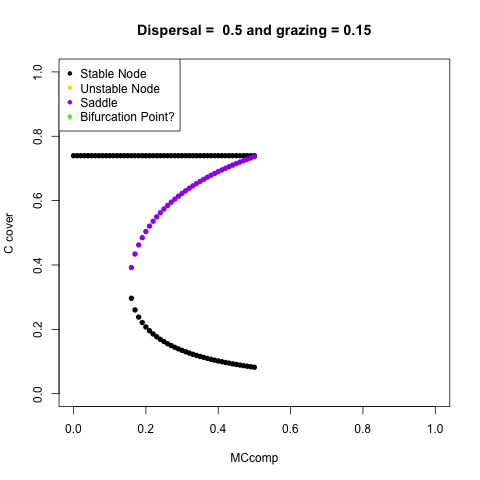 Dispersal =  0.5 and grazing = 0.15
Stable Node
Unstable Node
Saddle
Bifurcation Point?
1.0
0.8
0.6
0.4
0.2
0.0
C cover
0.0 0.2 0.4 0.6 0.8 1.0
MCcomp